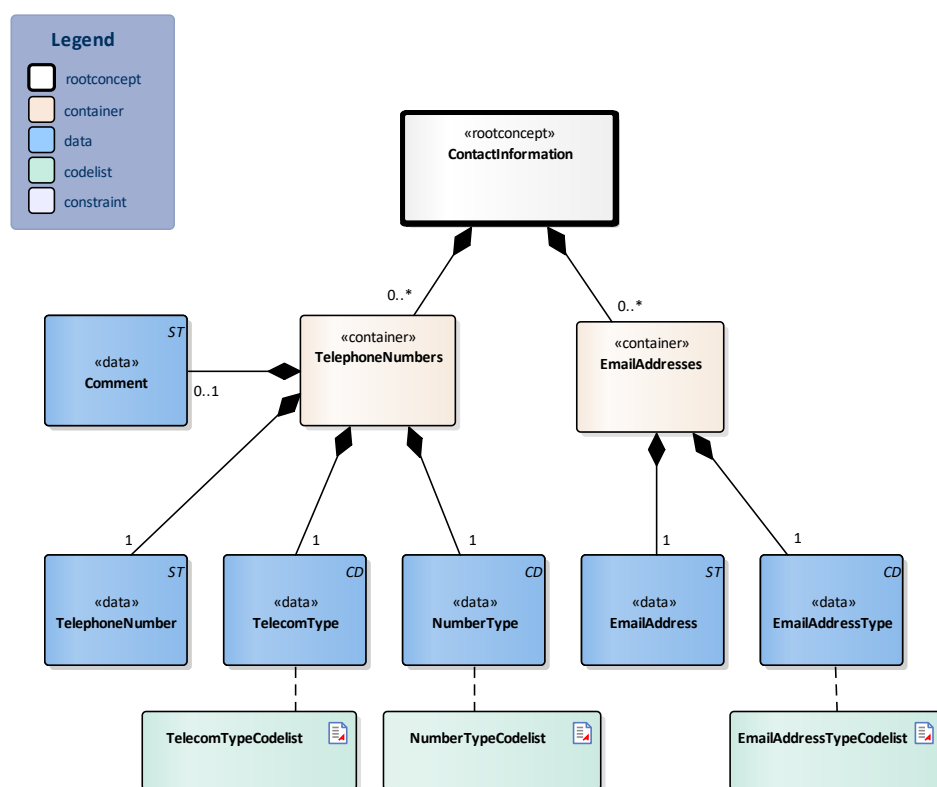 Legend
rootconcept
container
data
codelist
constraint
«rootconcept»
ContactInformation
0..*
0..*
ST
«data»
Comment
0..1
«container»
TelephoneNumbers
«container»
EmailAddresses
1
1
1
1
1
ST
«data»
TelephoneNumber
CD
«data»
TelecomType
CD
«data»
NumberType
ST
«data»
EmailAddress
CD
«data»
EmailAddressType
TelecomTypeCodelist
NumberTypeCodelist
EmailAddressTypeCodelist